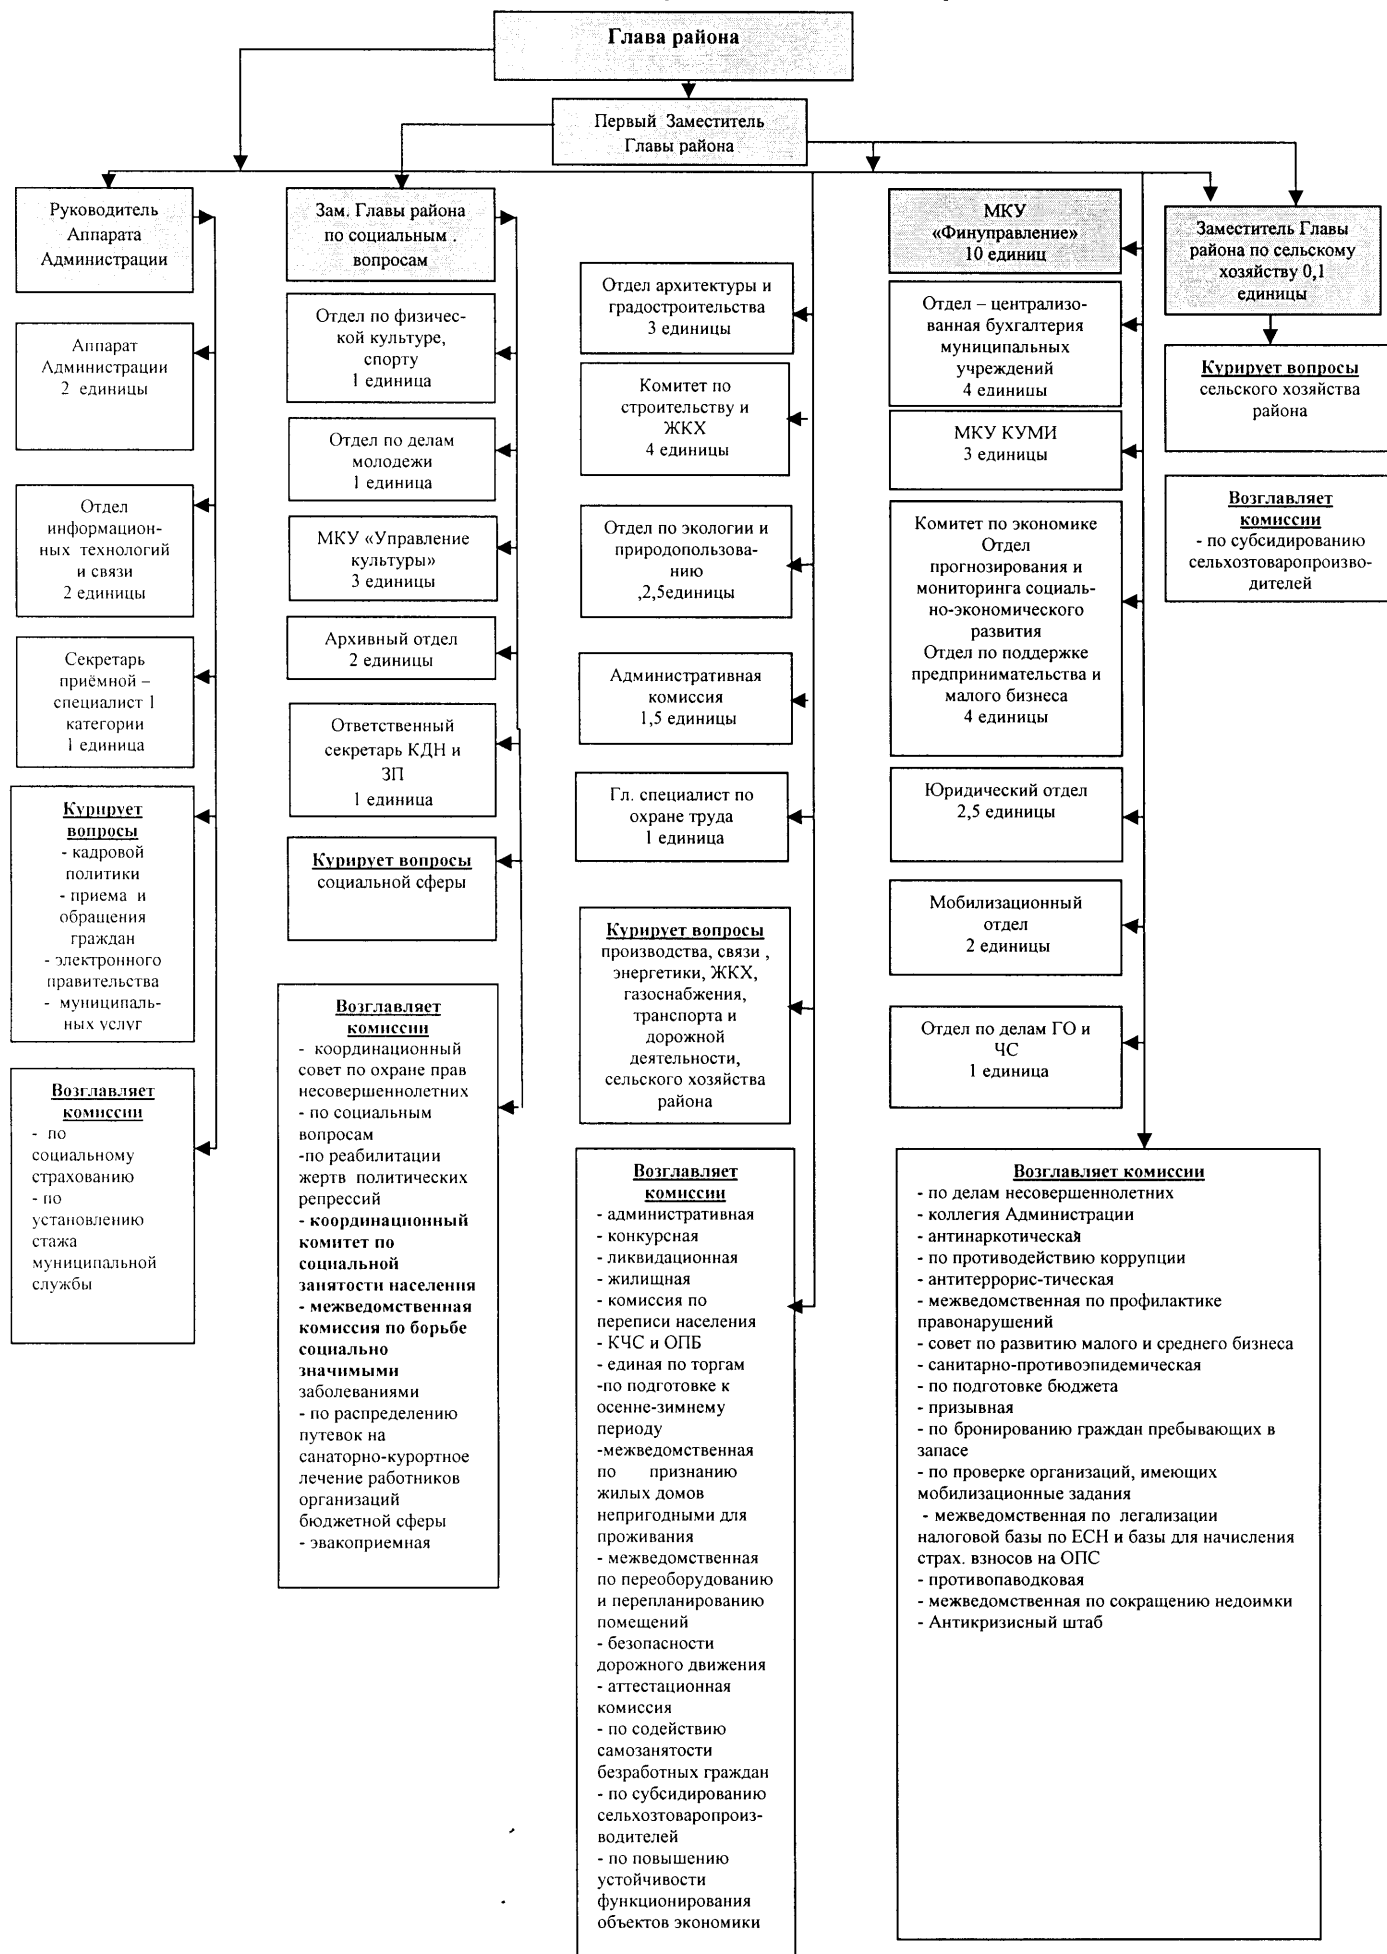 Глава района
Первый Заместитель
Главы района
Руководитель
Аппарата
Администрации
Аппарат
Администрации
2 единицы
Отдел
информацион-
ных технологий
и связи
2 единицы
Секретарь
приёмной –
специалист 1
категории
1 единица
Курирует
вопросы
- кадровой
политики
- приема и
обращения
граждан
- электронного
правительства
- муниципаль-
ных услуг
Возглавляет
комиссии
- по
социальному
страхованию
- по
установлению
стажа
муниципальной
службы
Зам. Главы района
по социальным .
вопросам
Отдел по физичес-
кой культуре,
спорту
1 единица
Отдел по делам
молодежи
1 единица
МКУ «Управление
культуры»
3 единицы
Архивный отдел
2 единицы
Ответственный
секретарь КДН и
ЗП
1 единица
Курирует вопросы
социальной сферы
Возглавляет
комиссии
- координационный
совет по охране прав
несовершеннолетних
- по социальным
вопросам
-по реабилитации
жертв политических
репрессий
- координационный
комитет по
социальной
занятости населения
- межведомственная
комиссия по борьбе
социально
значимыми
заболеваниями
- по распределению
путевок на
санаторно-курортное
лечение работников
организаций
бюджетной сферы
- эвакоприемная
Отдел архитектуры и
градостроительства
3 единицы
Комитет по
строительству и
ЖКХ
4 единицы
Отдел по экологии и
природопользова-
нию
,2,5единицы
Административная
комиссия
1,5 единицы
Гл. специалист по
охране труда
1 единица
Курирует вопросы
производства, связи ,
энергетики, ЖКХ,
газоснабжения,
транспорта и
дорожной
деятельности,
сельского хозяйства
района
Возглавляет
комиссии
- административная
- конкурсная
- ликвидационная
- жилищная
- комиссия по
переписи населения
- КЧС и ОПБ
- единая по торгам
-по подготовке к
осенне-зимнему
периоду
-межведомственная
по признанию
жилых домов
непригодными для
проживания
- межведомственная
по переоборудованию
и перепланированию
помещений
- безопасности
дорожного движения
- аттестационная
комиссия
- по содействию
самозанятости
безработных граждан
- по субсидированию
сельхозтоваропроиз-
водителей
- по повышению
устойчивости
функционирования
объектов экономики
МКУ
«Финуправление»
10 единиц
Отдел – централизо-
ованная бухгалтерия
муниципальных
учреждений
4 единицы
МКУ КУМИ
3 единицы
Комитет по экономике
Отдел
прогнозирования и
мониторинга социаль-
но-экономического
развития
Отдел по поддержке
предпринимательства и
малого бизнеса
4 единицы
Юридический отдел
2,5 единицы
Мобилизационный
отдел
2 единицы
Отдел по делам ГО и
ЧС
1 единица
Возглавляет комиссии
- по делам несовершеннолетних
- коллегия Администрации
- антинаркотическая
- по противодействию коррупции
- антитеррорис-тическая
- межведомственная по профилактике
правонарушений
- совет по развитию малого и среднего бизнеса
- санитарно-противоэпидемическая
- по подготовке бюджета
- призывная
- по бронированию граждан пребывающих в
запасе
- по проверке организаций, имеющих
мобилизационные задания
- межведомственная по легализации
налоговой базы по ЕСН и базы для начисления
страх. взносов на ОПС
- противопаводковая
- межведомственная по сокращению недоимки
- Антикризисный штаб
Заместитель Главы
района по сельскому
хозяйству 0,1
единицы
Курирует вопросы
сельского хозяйства
района
Возглавляет
комиссии
- по субсидированию
сельхозтоваропроизво-
дителей